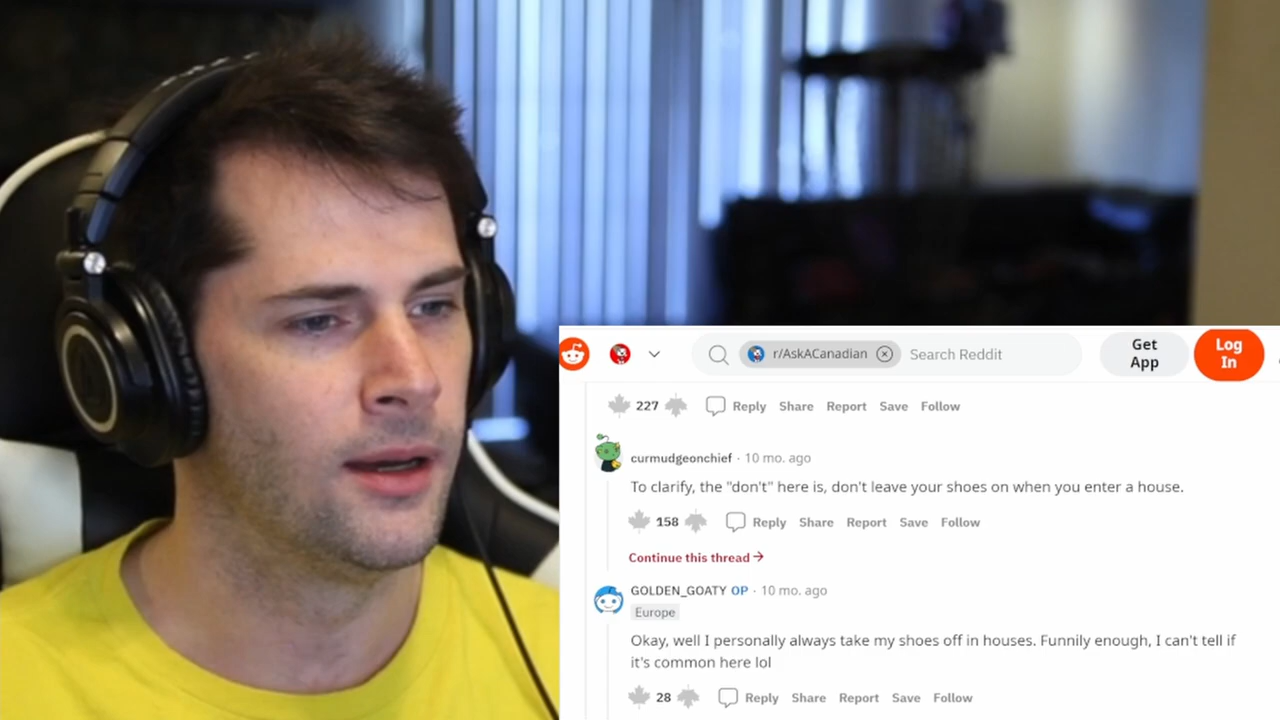 r/AskACanadian
Search Reddit
Get
App
Log
In
227 Reply Share Report Save Follow
curmudgeonchief · 10 mo. ago
To clarify, the "don't" here is, don't leave your shoes on when you enter a house.
158 Reply Share Report Save Follow
Continue this thread →
GOLDEN_GOATY OP · 10 mo. ago
Europe
Okay, well I personally always take my shoes off in houses. Funnily enough, I can't tell if
it's common here lol
28 Reply Share Report Save Follow